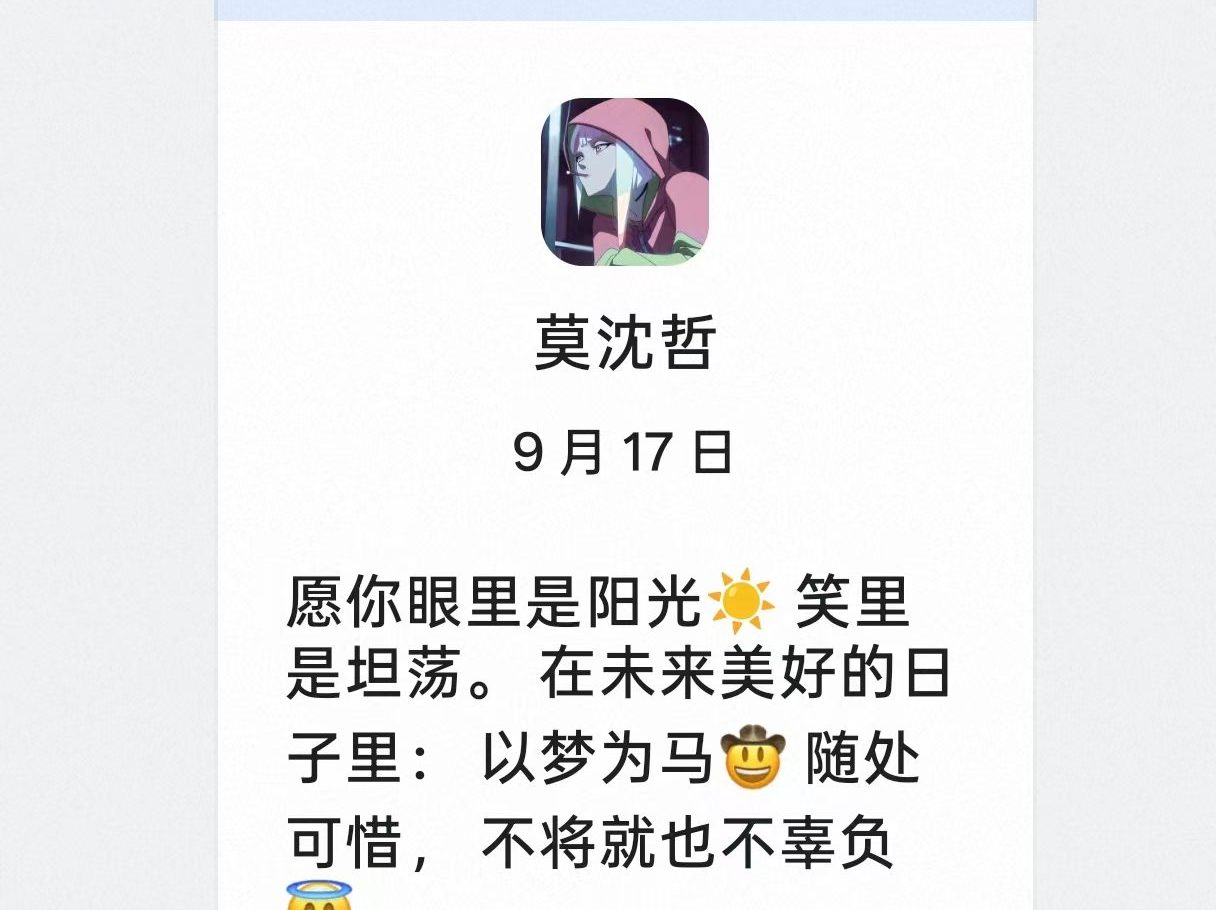 莫沈哲
9 月 17 日
愿你眼里是阳光☀️ 笑里
是坦荡。 在未来美好的日
子里： 以梦为马🤠 随处
可惜， 不将就也不辜负
😇